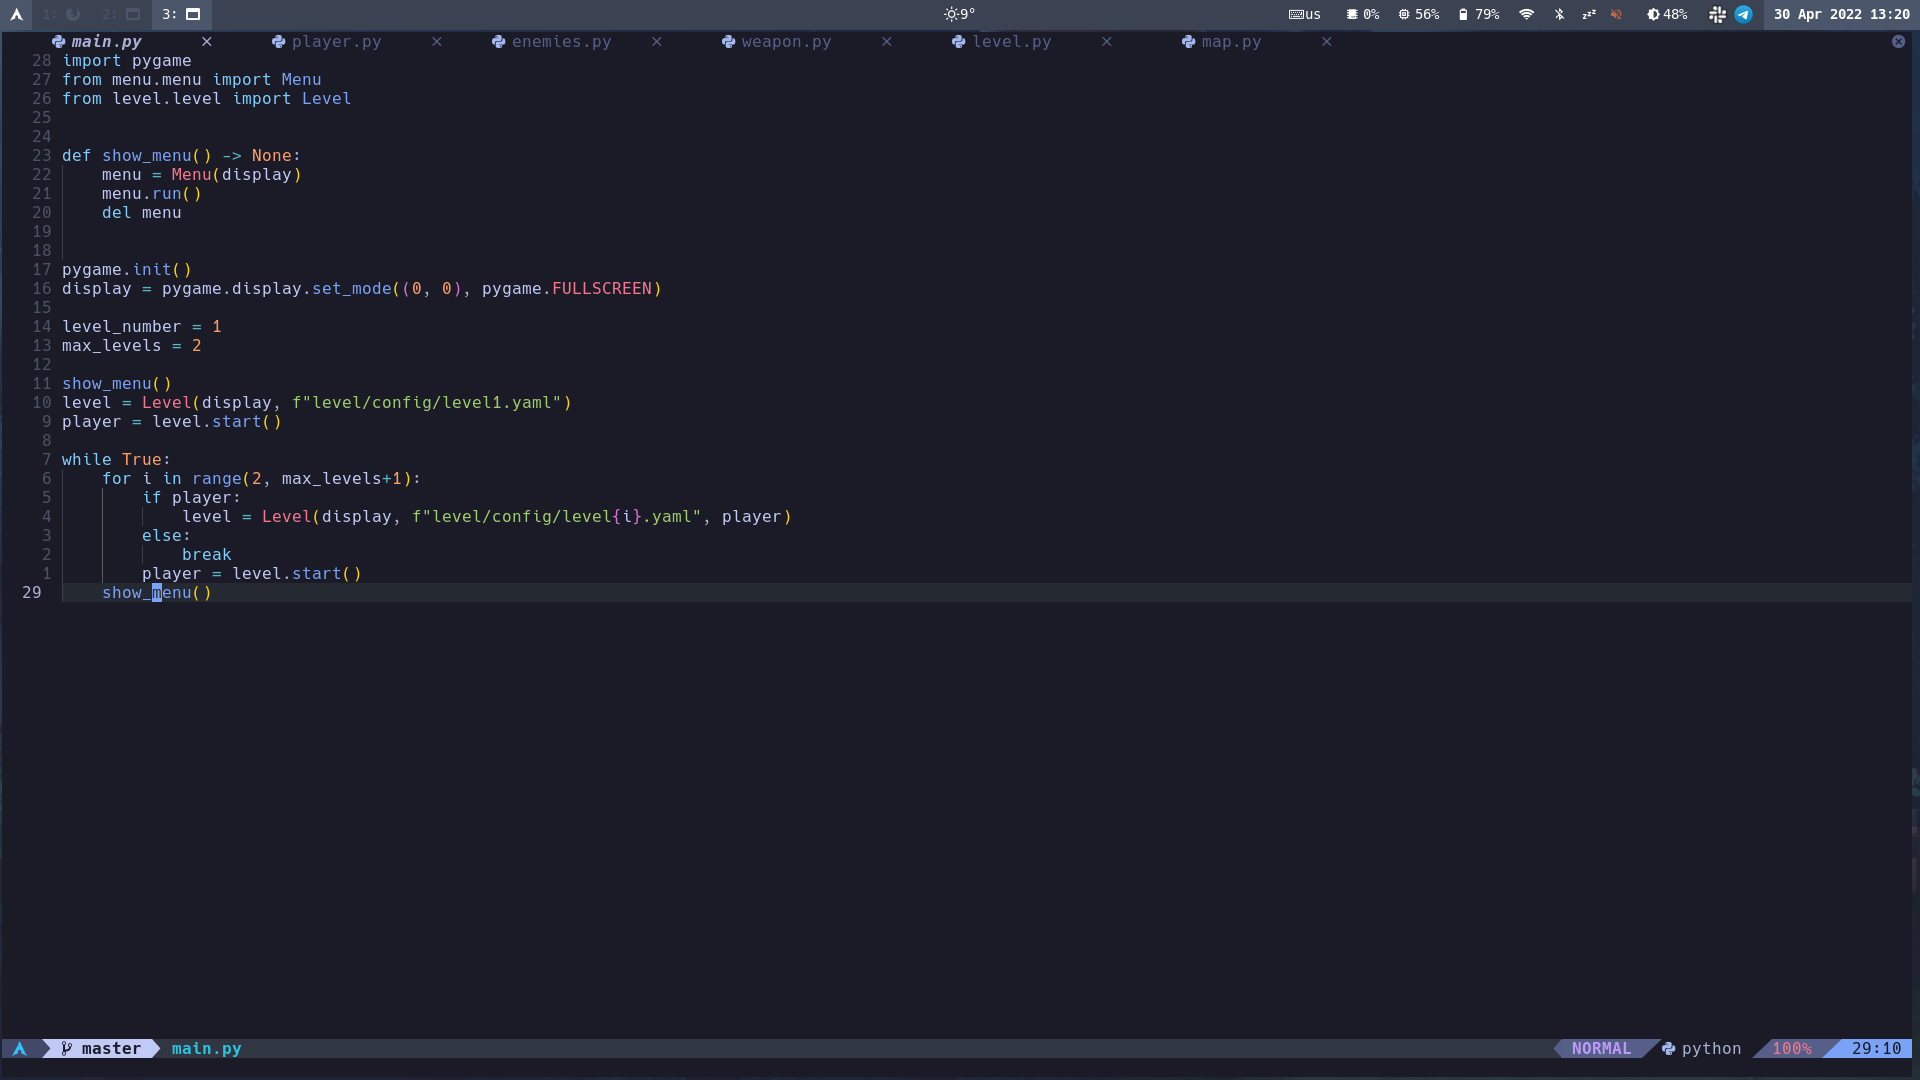 1: 2: 3: 9° us 0% 56% 79% zzz 48% 30 Apr 2022 13:20
main.py × player.py × enemies.py × weapon.py × level.py × map.py ×
28 import pygame
27 from menu.menu import Menu
26 from level.level import Level
25
24
23 def show_menu() -> None:
22     menu = Menu(display)
21     menu.run()
20     del menu
19
18
17 pygame.init()
16 display = pygame.display.set_mode((0, 0), pygame.FULLSCREEN)
15
14 level_number = 1
13 max_levels = 2
12
11 show_menu()
10 level = Level(display, f"level/config/level1.yaml")
9 player = level.start()
8
7 while True:
6     for i in range(2, max_levels+1):
5         if player:
4             level = Level(display, f"level/config/level{i}.yaml", player)
3         else:
2             break
1         player = level.start()
29     show_menu()
master main.py NORMAL python 100% 29:10